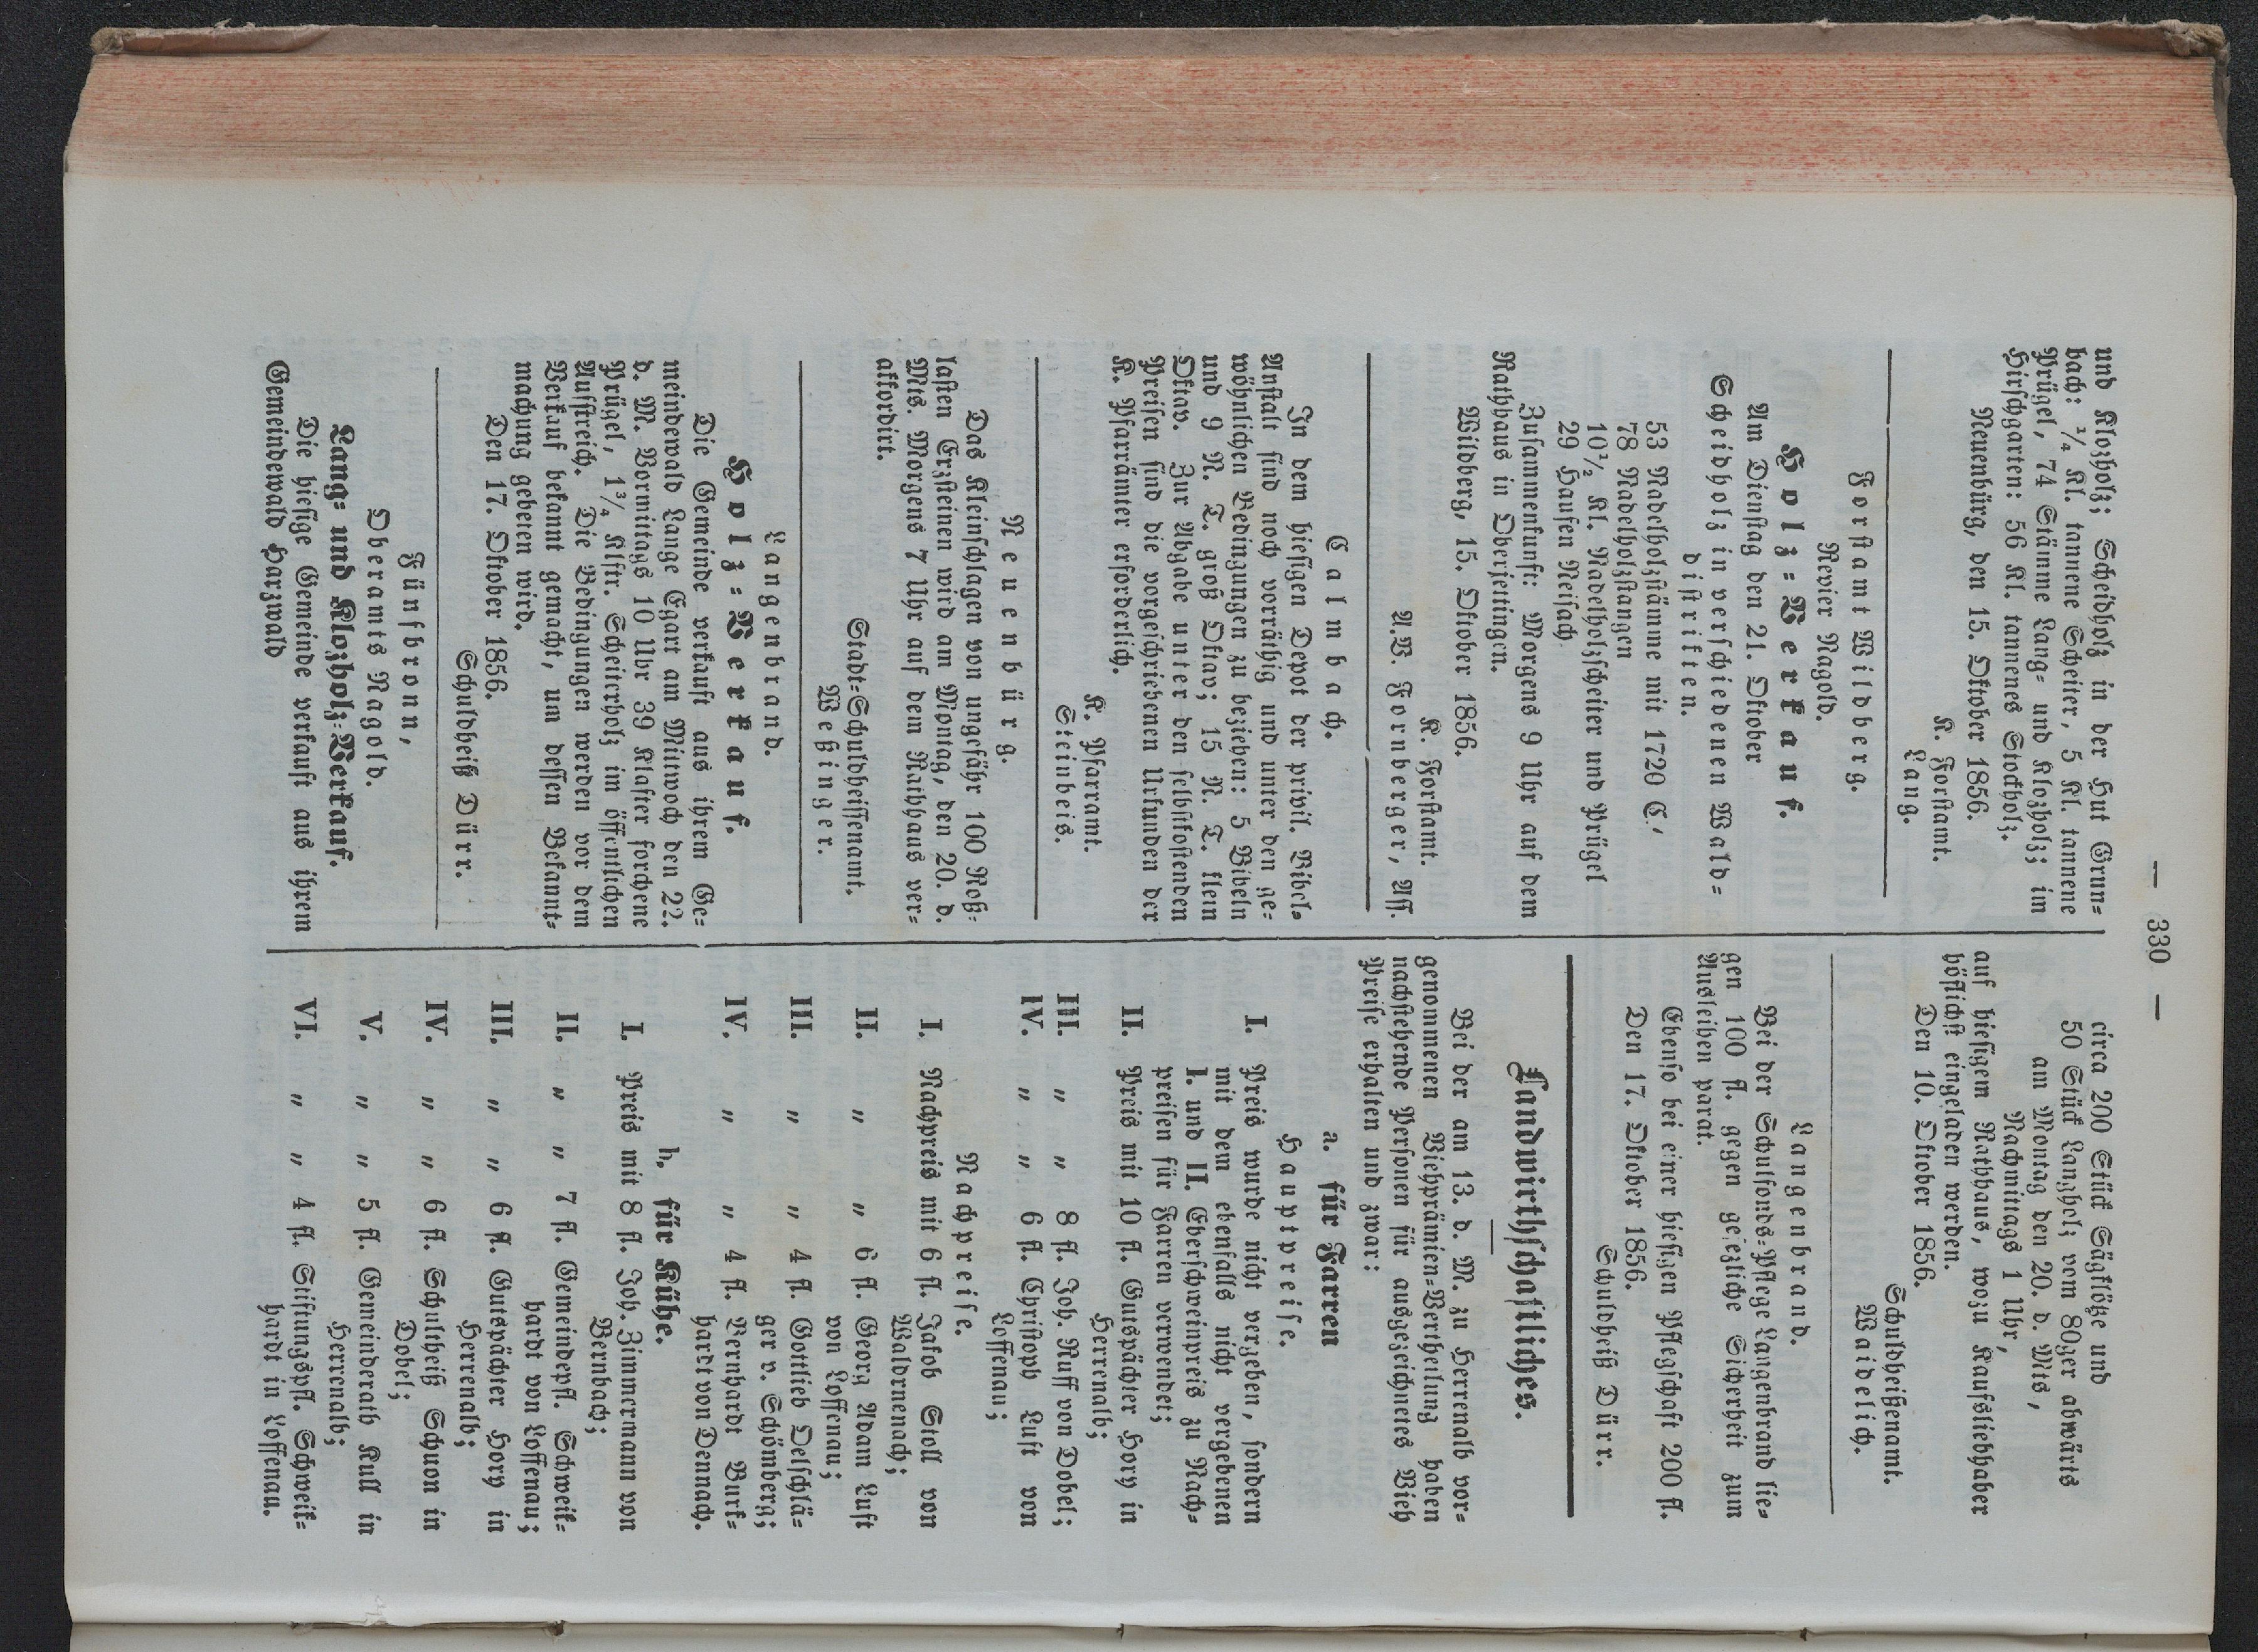 — 330 —
und Klozholz; Scheidholz in der Hut Grun-
bach: ¾ Kl. tannene Scheiter, 5 Kl. tannene
Prügel, 74 Stämme Lang- und Klozholz; im
Hirschgarten: 56 Kl. tannenes Stockholz.
Neuenbürg, den 15. Oktober 1856.
K. Forstamt.
Lang.
Forstamt Wildberg.
Revier Nagold.
Holz-Verkauf.
Am Dienstag den 21. Oktober
Scheidholz in verschiedenen Wald-
distrikten.
53 Nadelholzstämme mit 1720 C.'
78 Nadelholzstangen
10½ Kl. Nadelholzscheiter und Prügel
29 Haufen Reisach
Zusammenkunft: Morgens 9 Uhr auf dem
Rathhaus in Oberjettingen.
Wildberg, 15. Oktober 1856.
K. Forstamt.
A.V. Fornberger, Ass.
Calmbach.
In dem hiesigen Depot der privil. Bibel-
Anstalt sind noch vorräthig und unter den ge-
wöhnlichen Bedingungen zu beziehen: 5 Bibeln
und 9 N. T. groß Oktav; 15 N. T. klein
Oktav. Zur Abgabe unter den selbstkostenden
Preisen sind die vorgeschriebenen Urkunden der
K. Pfarrämter erforderlich.
K. Pfarramt.
Steinbeis.
Neuenbürg.
Das Kleinschlagen von ungefähr 100 Roß-
lasten Erzsteinen wird am Montag, den 20. d.
Mts. Morgens 7 Uhr auf dem Rathhaus ver-
akkordirt.
Stadt-Schuldheissenamt.
Weßinger.
Langenbrand.
Holz-Verkauf.
Die Gemeinde verkauft aus ihrem Ge-
meindewald Lange Egart am Mittwoch den 22.
d. M. Vormittags 10 Uhr 39 Klafter forchene
Prügel, 1¾ Klftr. Scheiterholz im öffentlichen
Aufstreich. Die Bedingungen werden vor dem
Verkauf bekannt gemacht, um dessen Bekannt-
machung gebeten wird.
Den 17. Oktober 1856.
Schuldheiß Dürr.
Fünfbronn,
Oberamts Nagold.
Lang- und Klozholz-Verkauf.
Die hiesige Gemeinde verkauft aus ihrem
Gemeindewald Harzwald
circa 200 Stück Sägklötze und
50 Stück Langholz vom 80ger abwärts
am Montag den 20. d. Mts,
Nachmittags 1 Uhr,
auf hiesigem Rathhaus, wozu Kaufsliebhaber
höflichst eingeladen werden.
Den 10. Oktober 1856.
Schuldheißenamt.
Waidelich.
Langenbrand.
Bei der Schulfonds-Pflege Langenbrand lie-
gen 100 fl. gegen gesezliche Sicherheit zum
Ausleihen parat.
Ebenso bei einer hiesigen Pflegschaft 200 fl.
Den 17. Oktober 1856.
Schuldheiß Dürr.
Landwirthschaftliches.
Bei der am 13. d. M. zu Herrenalb vor-
genommenen Viehprämien-Vertheilung haben
nachstehende Personen für ausgezeichnetes Vieh
Preise erhalten und zwar:
a. für Farren
Hauptpreise.
I. Preis wurde nicht vergeben, sondern
mit dem ebenfalls nicht vergebenen
I. und II. Eberschweinpreis zu Nach-
preisen für Farren verwendet;
II. Preis mit 10 fl. Gutspächter Hory in
Herrenalb;
III. " " 8 fl. Joh. Ruff von Dobel;
IV. " " 6 fl. Christoph Luft von
Loffenau;
Nachpreise.
I. Nachpreis mit 6 fl. Jakob Stoll von
Waldrennach;
II. " " 6 fl. Georg Adam Luft
von Loffenau;
III. " " 4 fl. Gottlieb Oelschlä-
ger v. Schömberg;
IV. " " 4 fl. Bernhardt Burk-
hardt von Dennach.
b. für Kühe.
I. Preis mit 8 fl. Joh. Zimmermann von
Bernbach;
II. " " 7 fl. Gemeindepfl. Schweik-
hardt von Loffenau;
III. " " 6 fl. Gutspächter Hory in
Herrenalb;
IV. " " 6 fl. Schultheiß Schuon in
Dobel;
V. " " 5 fl. Gemeinderath Kull in
Herrenalb;
VI. " " 4 fl. Stiftungspfl. Schweik-
hardt in Loffenau.